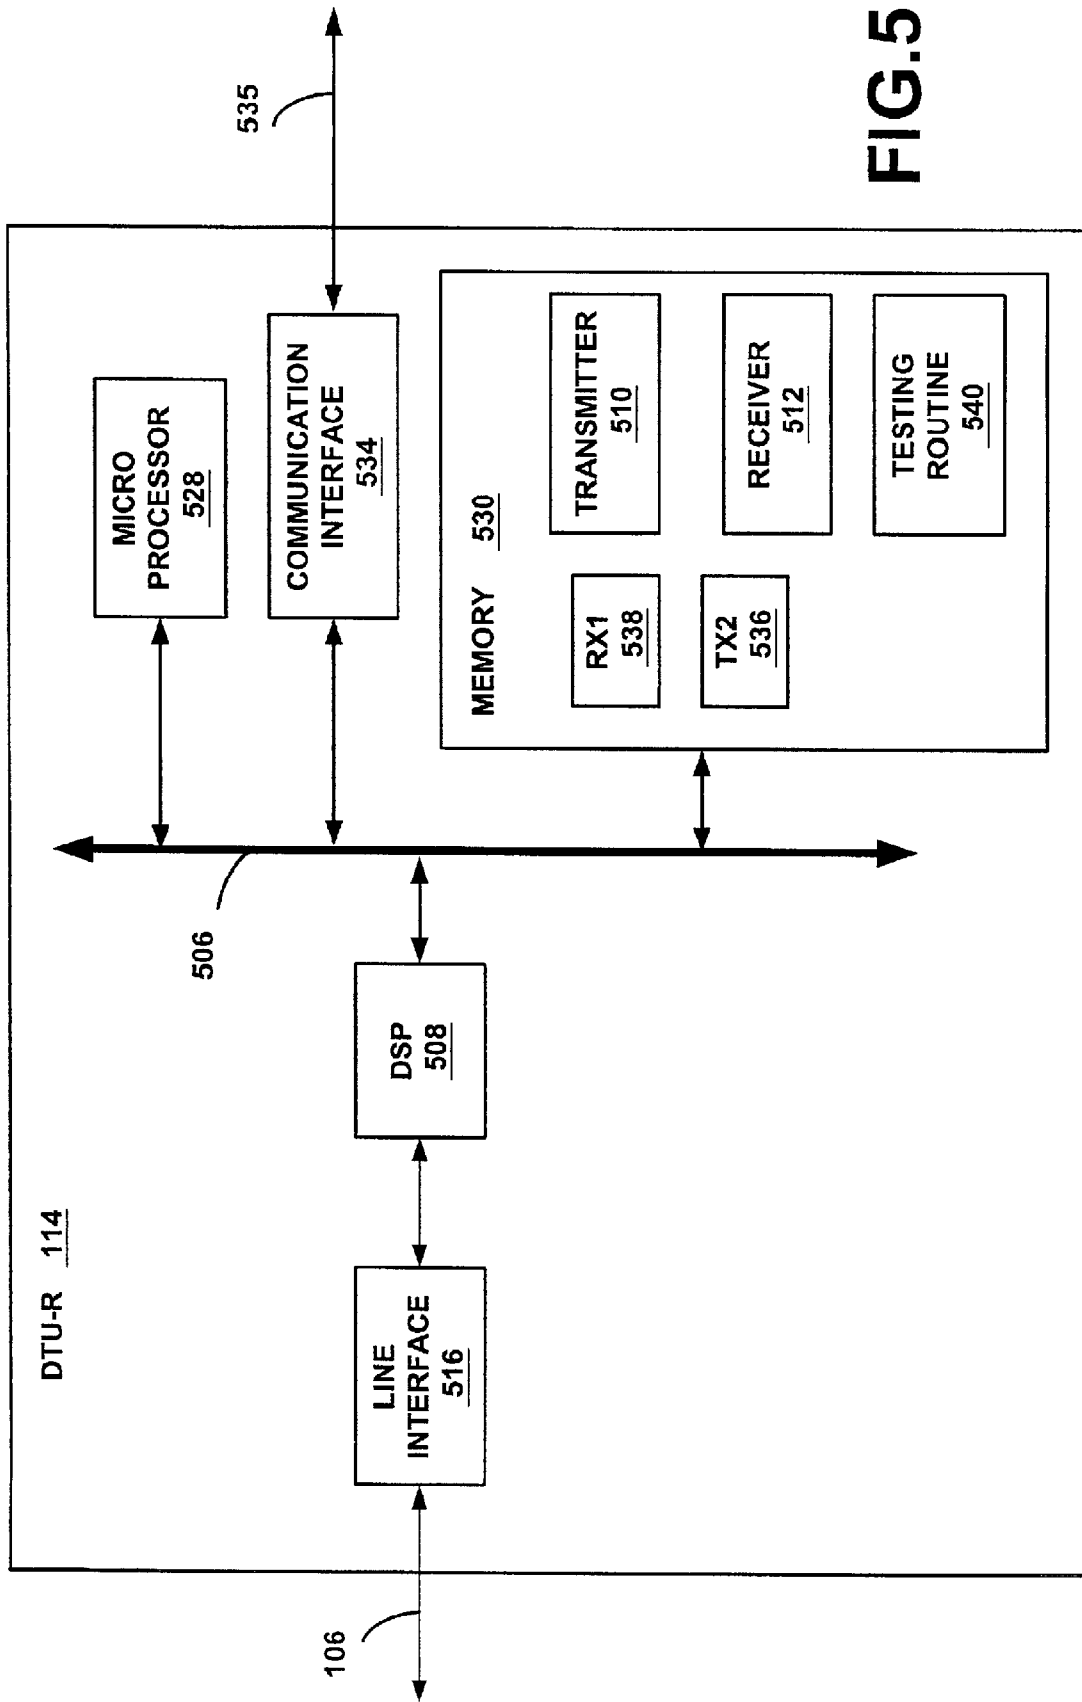 DTU-R 114
106
LINE
INTERFACE
516
DSP
508
506
MICRO
PROCESSOR
528
COMMUNICATION
INTERFACE
534
535
MEMORY 530
RX1
538
TX2
536
TRANSMITTER
510
RECEIVER
512
TESTING
ROUTINE
540
FIG.5